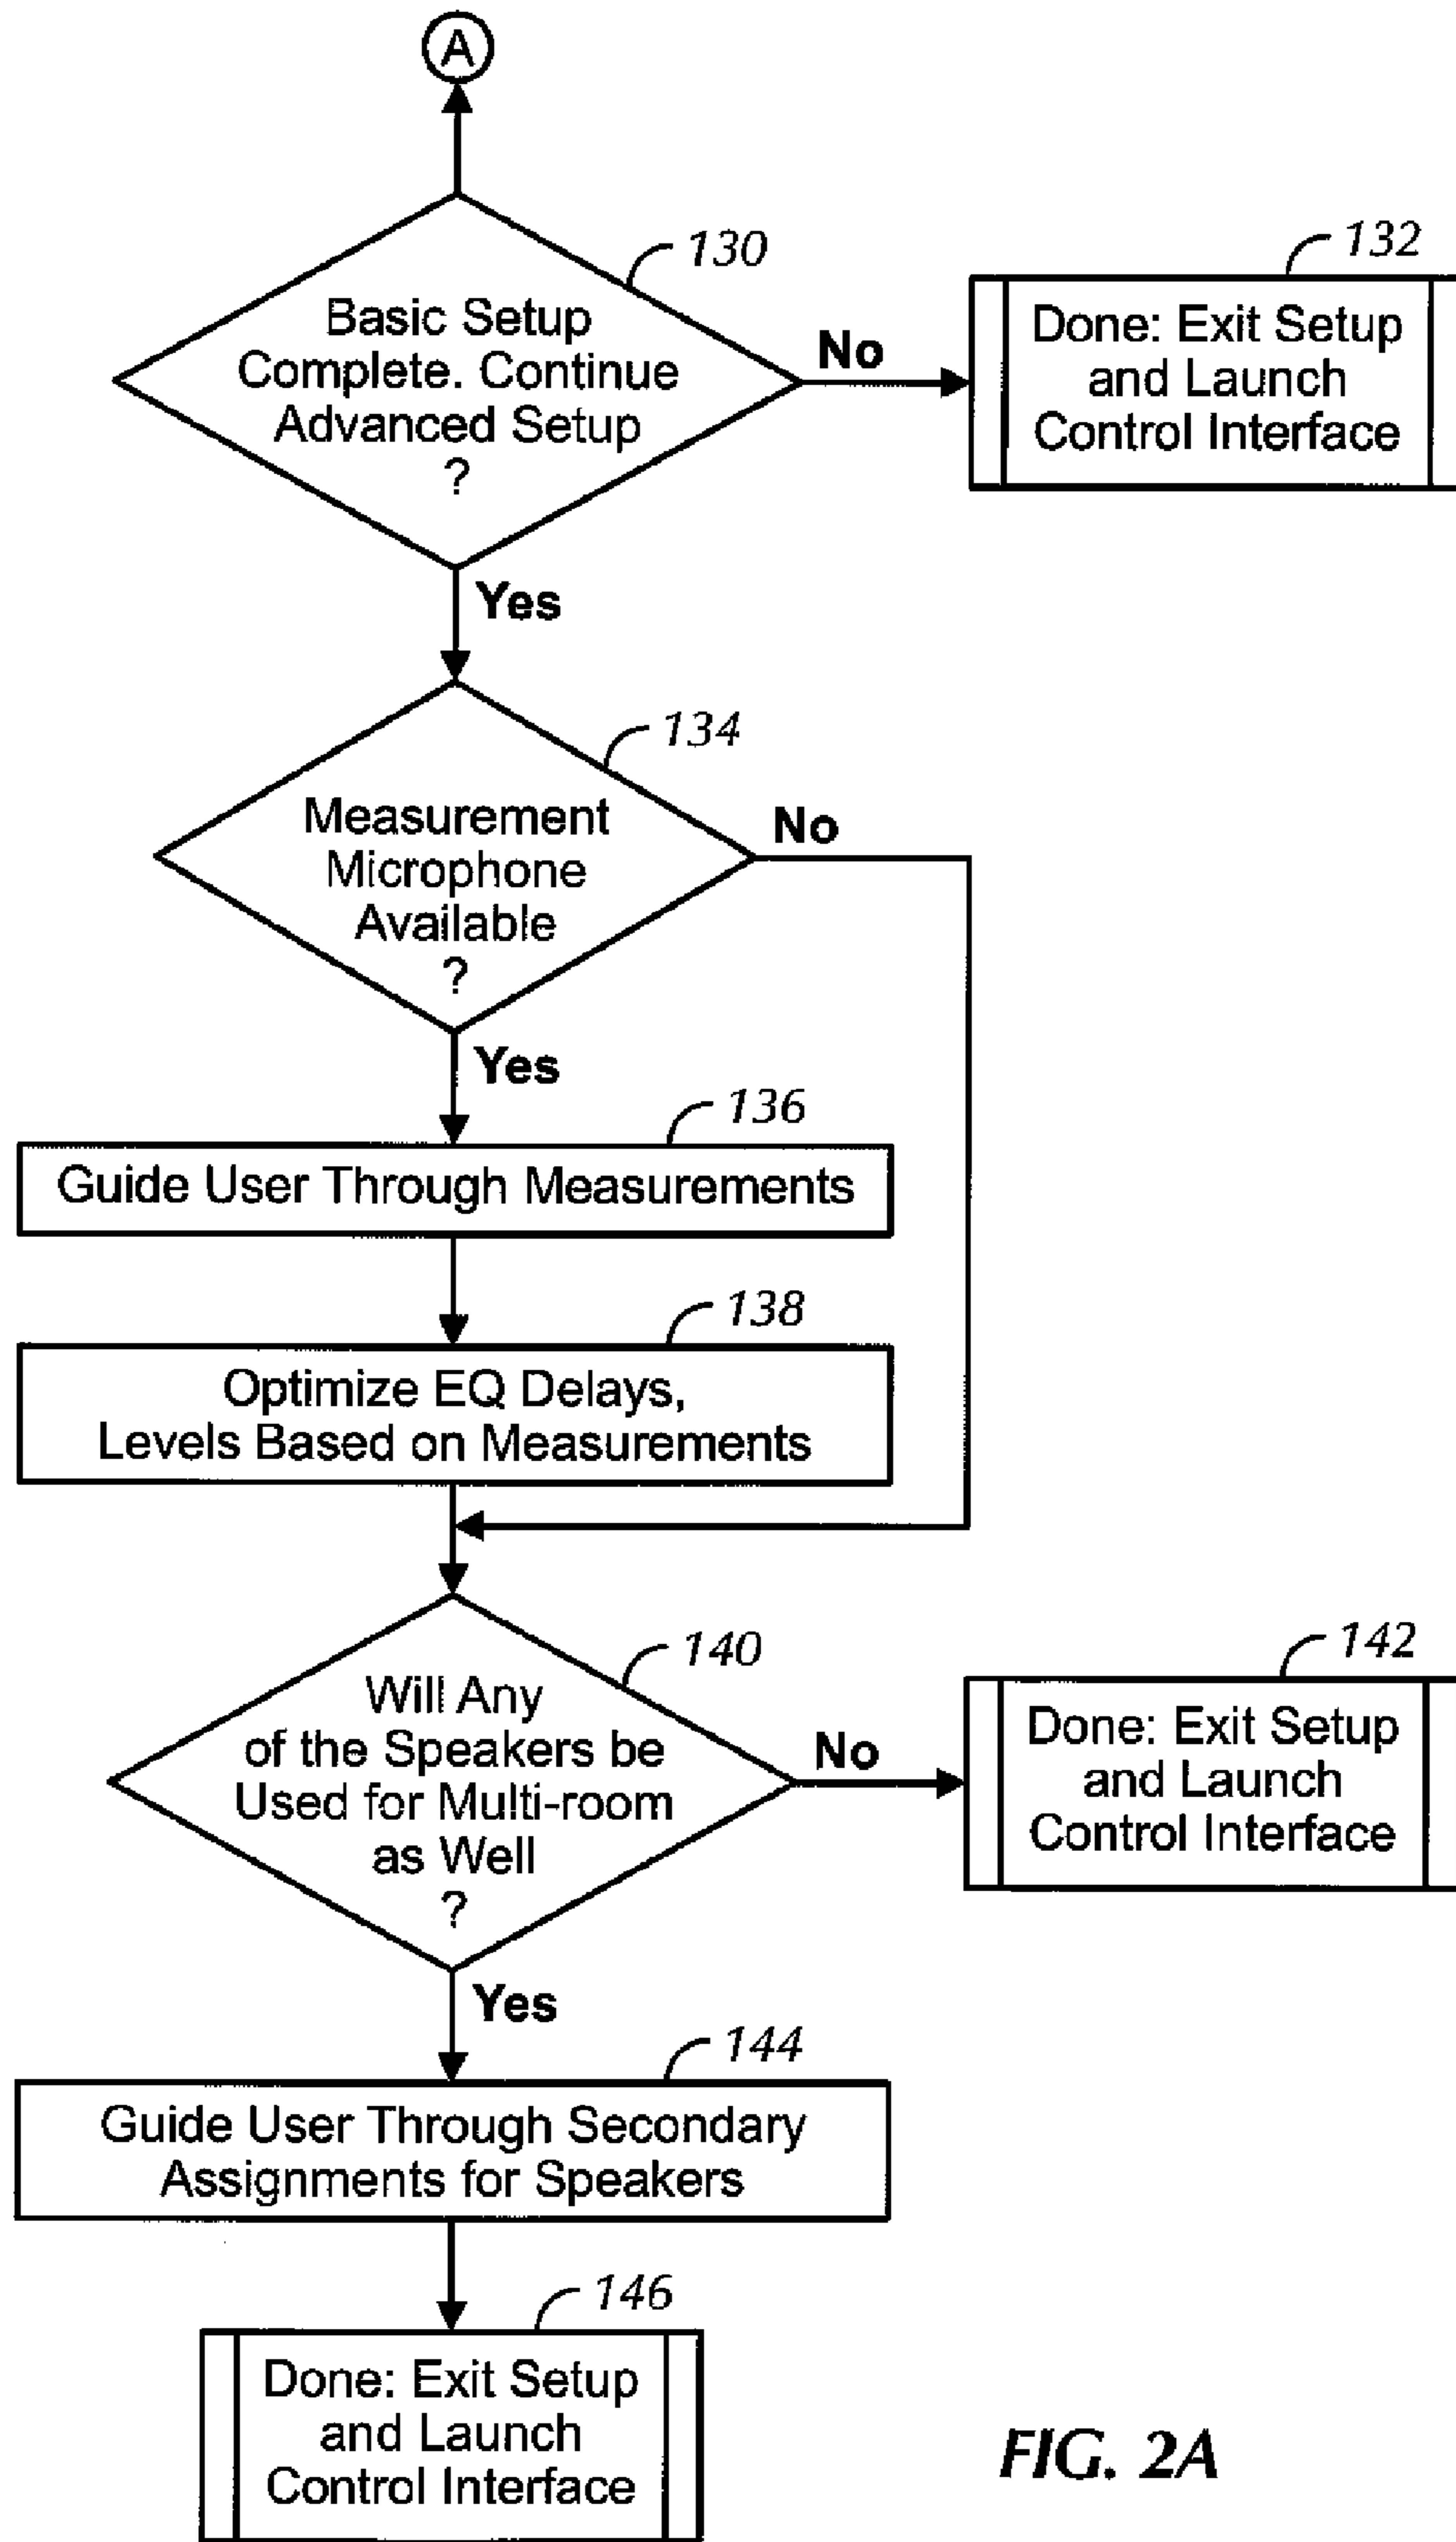 A
130
Basic Setup
Complete. Continue
Advanced Setup
?
No
132
Done: Exit Setup
and Launch
Control Interface
Yes
134
Measurement
Microphone
Available
?
No
Yes
136
Guide User Through Measurements
138
Optimize EQ Delays,
Levels Based on Measurements
140
Will Any
of the Speakers be
Used for Multi-room
as Well
?
No
142
Done: Exit Setup
and Launch
Control Interface
Yes
144
Guide User Through Secondary
Assignments for Speakers
146
Done: Exit Setup
and Launch
Control Interface
FIG. 2A